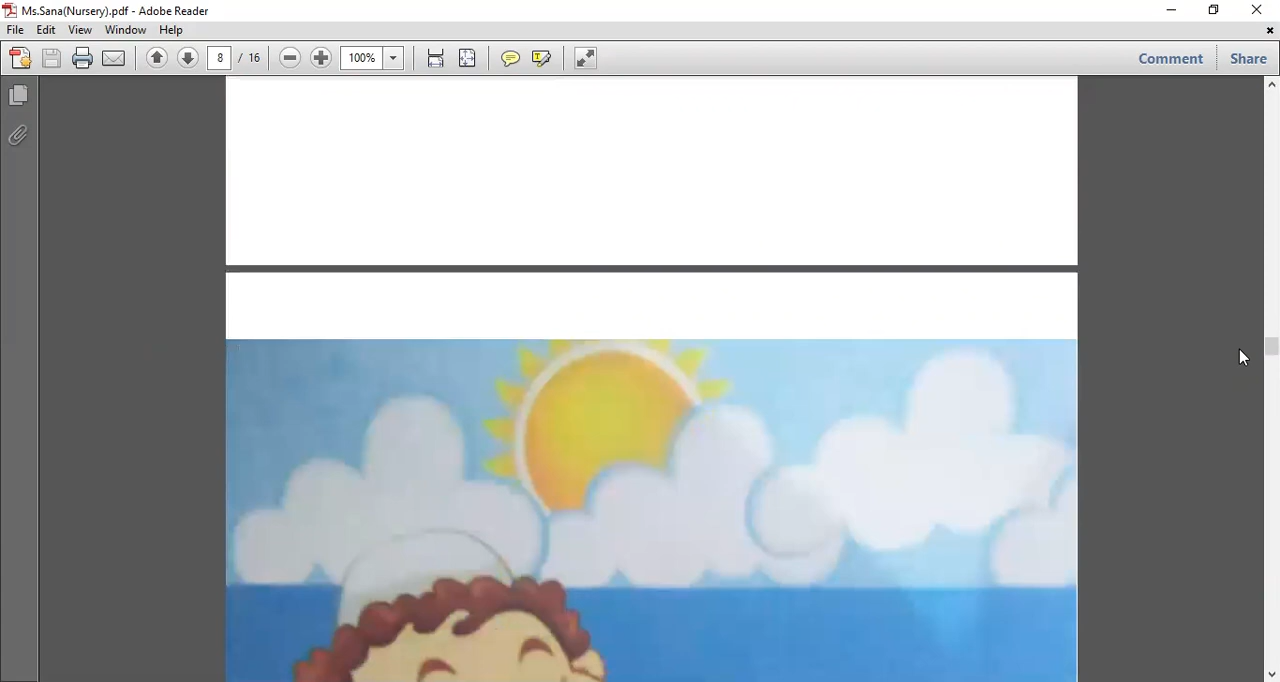 Ms.Sana(Nursery).pdf - Adobe Reader
File Edit View Window Help
8 / 16 100% Comment Share